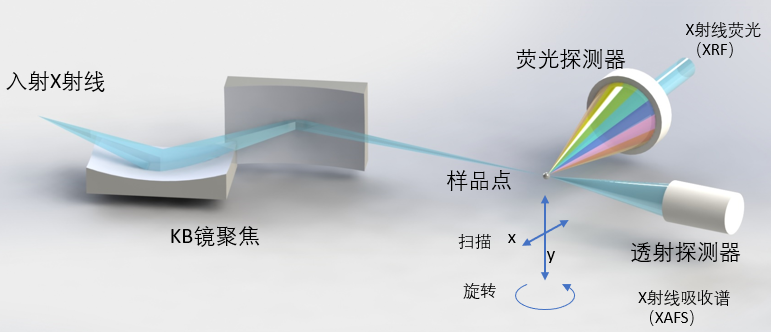 X射线荧光
（XRF）
荧光探测器
入射X射线
样品点
KB镜聚焦
扫描
x
y
透射探测器
旋转
X射线吸收谱
（XAFS）